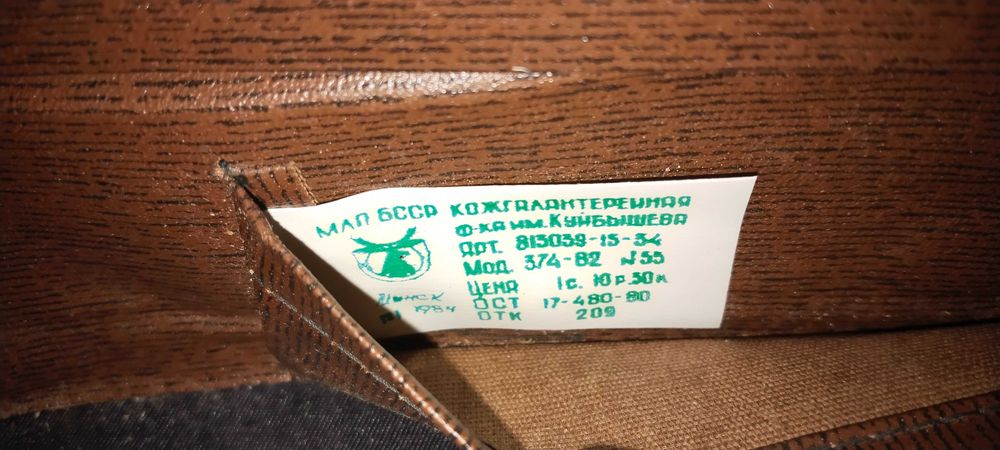 МЛП БССР КОЖГАЛАНТЕРЕЙНАЯ
Ф-КА ИМ. КУЙБЫШЕВА
АРТ. 813039-15-34
МОД. 374-82 №35
ЦЕНА 1с. 10р.30к
МИНСК ОСТ 17-480-80
1984 ОТК 209